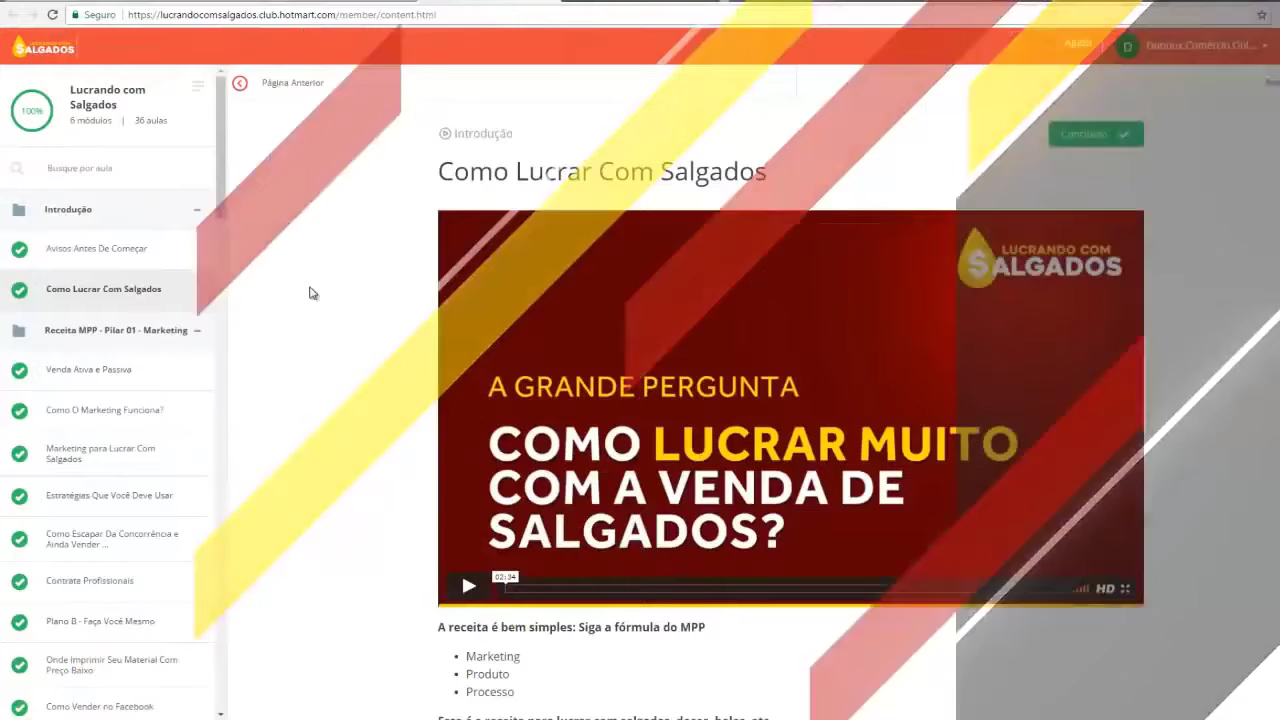 Seguro
https://lucrandocomsalgados.club.hotmart.com/member/content.html
LUCRANDO COM
SALGADOS
Ajuda
D
100%
Lucrando com
Salgados
6 módulos | 36 aulas
Busque por aula
Introdução
Avisos Antes De Começar
Como Lucrar Com Salgados
Receita MPP - Pilar 01 - Marketing
Venda Ativa e Passiva
Como O Marketing Funciona?
Marketing para Lucrar Com
Salgados
Estratégias Que Você Deve Usar
Como Escapar Da Concorrência e
Ainda Vender ...
Contrate Profissionais
Plano B - Faça Você Mesmo
Onde Imprimir Seu Material Com
Preço Baixo
Como Vender no Facebook
Página Anterior
Introdução
Concluído
Como Lucrar Com Salgados
LUCRANDO COM
SALGADOS
A GRANDE PERGUNTA
COMO LUCRAR MUITO
COM A VENDA DE
SALGADOS?
02:34
HD
A receita é bem simples: Siga a fórmula do MPP
• Marketing
• Produto
• Processo